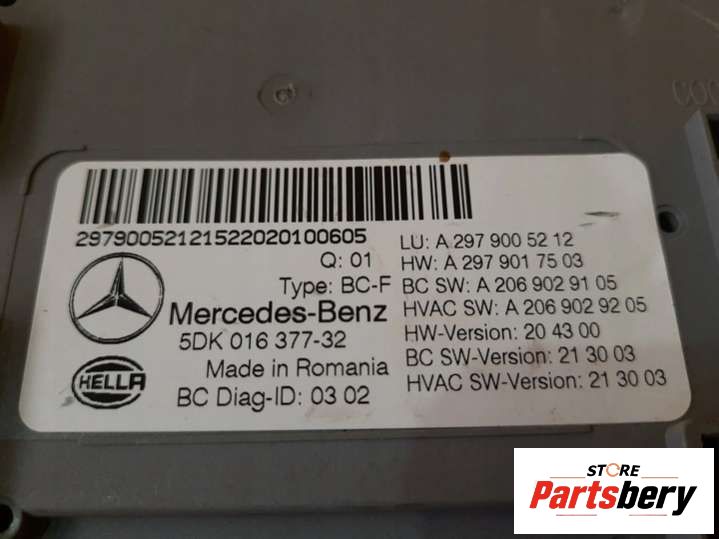 29790052121522020100605
Q: 01
Type: BC-F
Mercedes-Benz
5DK 016 377-32
Made in Romania
BC Diag-ID: 03 02
HELLA
LU: A 297 900 52 12
HW: A 297 901 75 03
BC SW: A 206 902 91 05
HVAC SW: A 206 902 92 05
HW-Version: 20 43 00
BC SW-Version: 21 30 03
HVAC SW-Version: 21 30 03
STORE
Partsbery